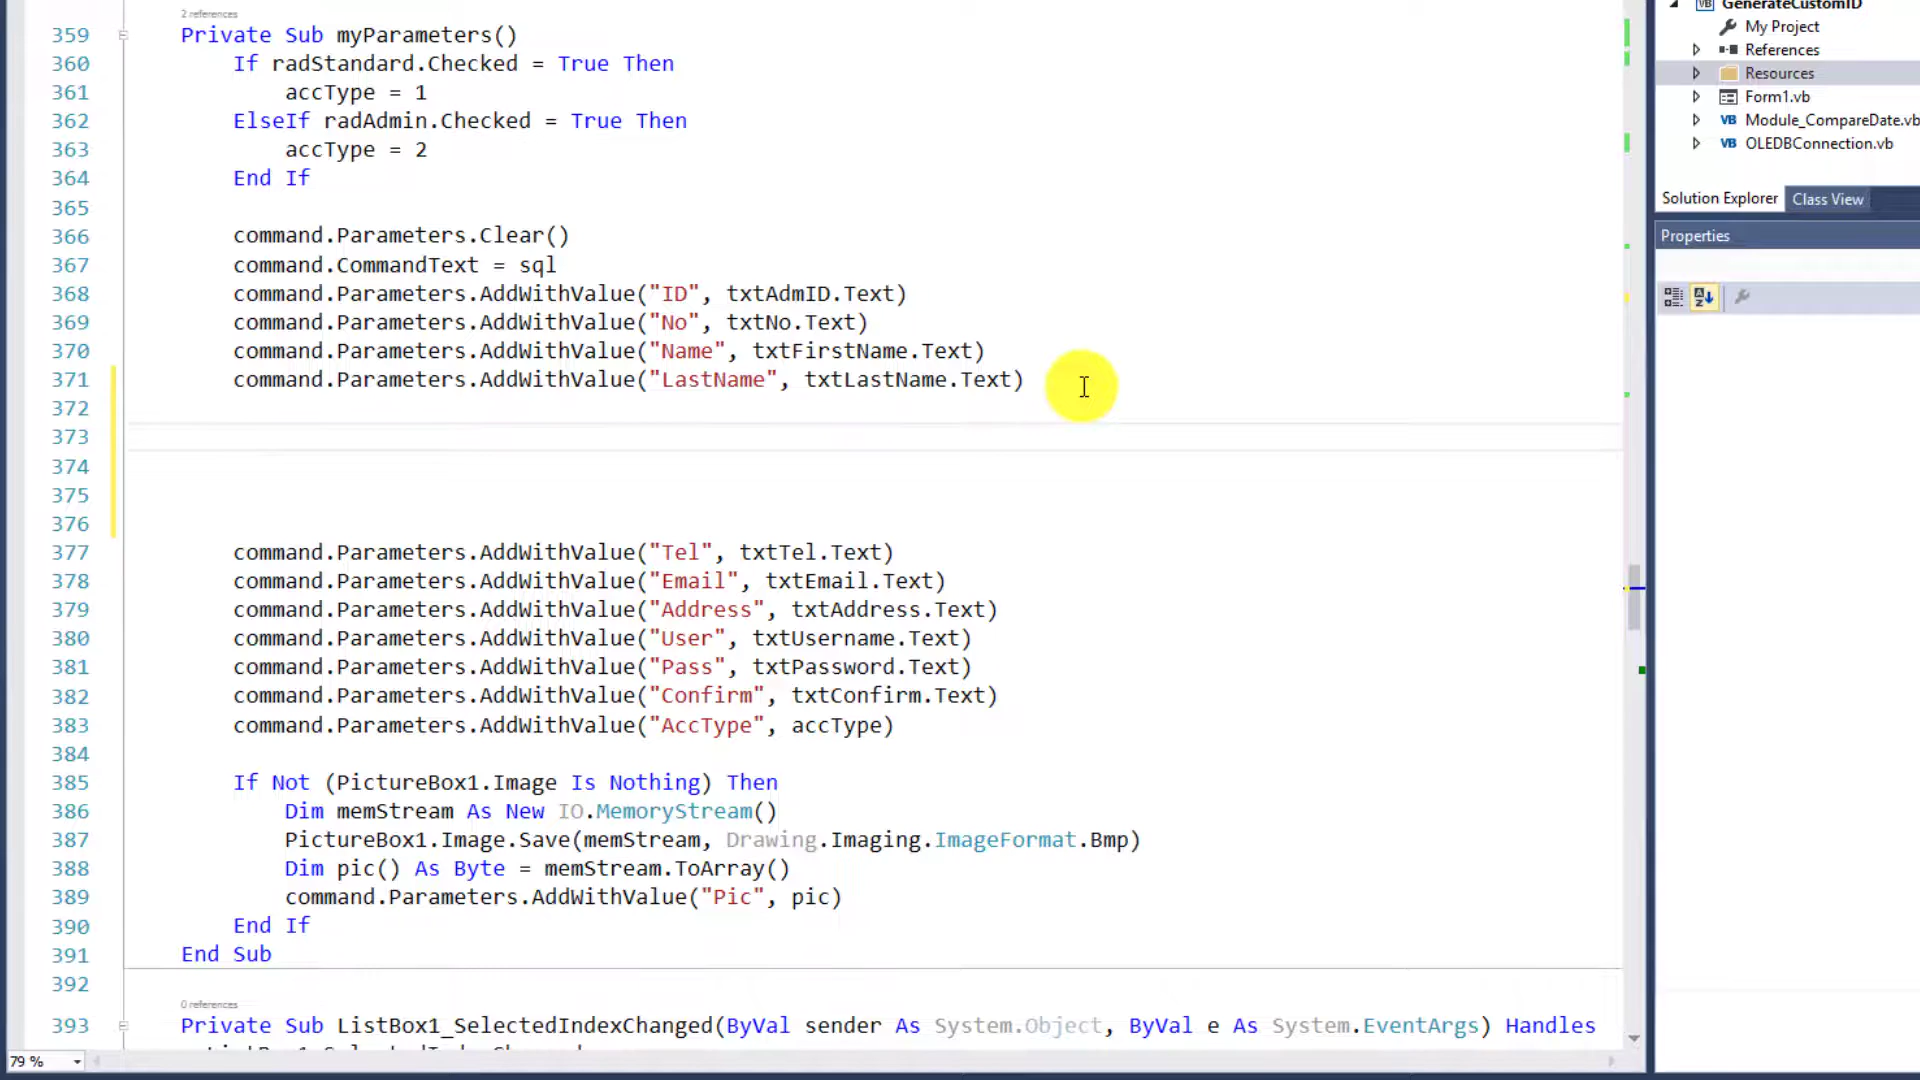 2 references
359 Private Sub myParameters()
360 If radStandard.Checked = True Then
361 accType = 1
362 ElseIf radAdmin.Checked = True Then
363 accType = 2
364 End If
365
366 command.Parameters.Clear()
367 command.CommandText = sql
368 command.Parameters.AddWithValue("ID", txtAdmID.Text)
369 command.Parameters.AddWithValue("No", txtNo.Text)
370 command.Parameters.AddWithValue("Name", txtFirstName.Text)
371 command.Parameters.AddWithValue("LastName", txtLastName.Text)
372
373
374
375
376
377 command.Parameters.AddWithValue("Tel", txtTel.Text)
378 command.Parameters.AddWithValue("Email", txtEmail.Text)
379 command.Parameters.AddWithValue("Address", txtAddress.Text)
380 command.Parameters.AddWithValue("User", txtUsername.Text)
381 command.Parameters.AddWithValue("Pass", txtPassword.Text)
382 command.Parameters.AddWithValue("Confirm", txtConfirm.Text)
383 command.Parameters.AddWithValue("AccType", accType)
384
385 If Not (PictureBox1.Image Is Nothing) Then
386 Dim memStream As New IO.MemoryStream()
387 PictureBox1.Image.Save(memStream, Drawing.Imaging.ImageFormat.Bmp)
388 Dim pic() As Byte = memStream.ToArray()
389 command.Parameters.AddWithValue("Pic", pic)
390 End If
391 End Sub
392
0 references
393 Private Sub ListBox1_SelectedIndexChanged(ByVal sender As System.Object, ByVal e As System.EventArgs) Handles
79 %
VB GenerateCustomID
My Project
References
Resources
Form1.vb
VB Module_CompareDate.vb
VB OLEDBConnection.vb
Solution Explorer Class View
Properties